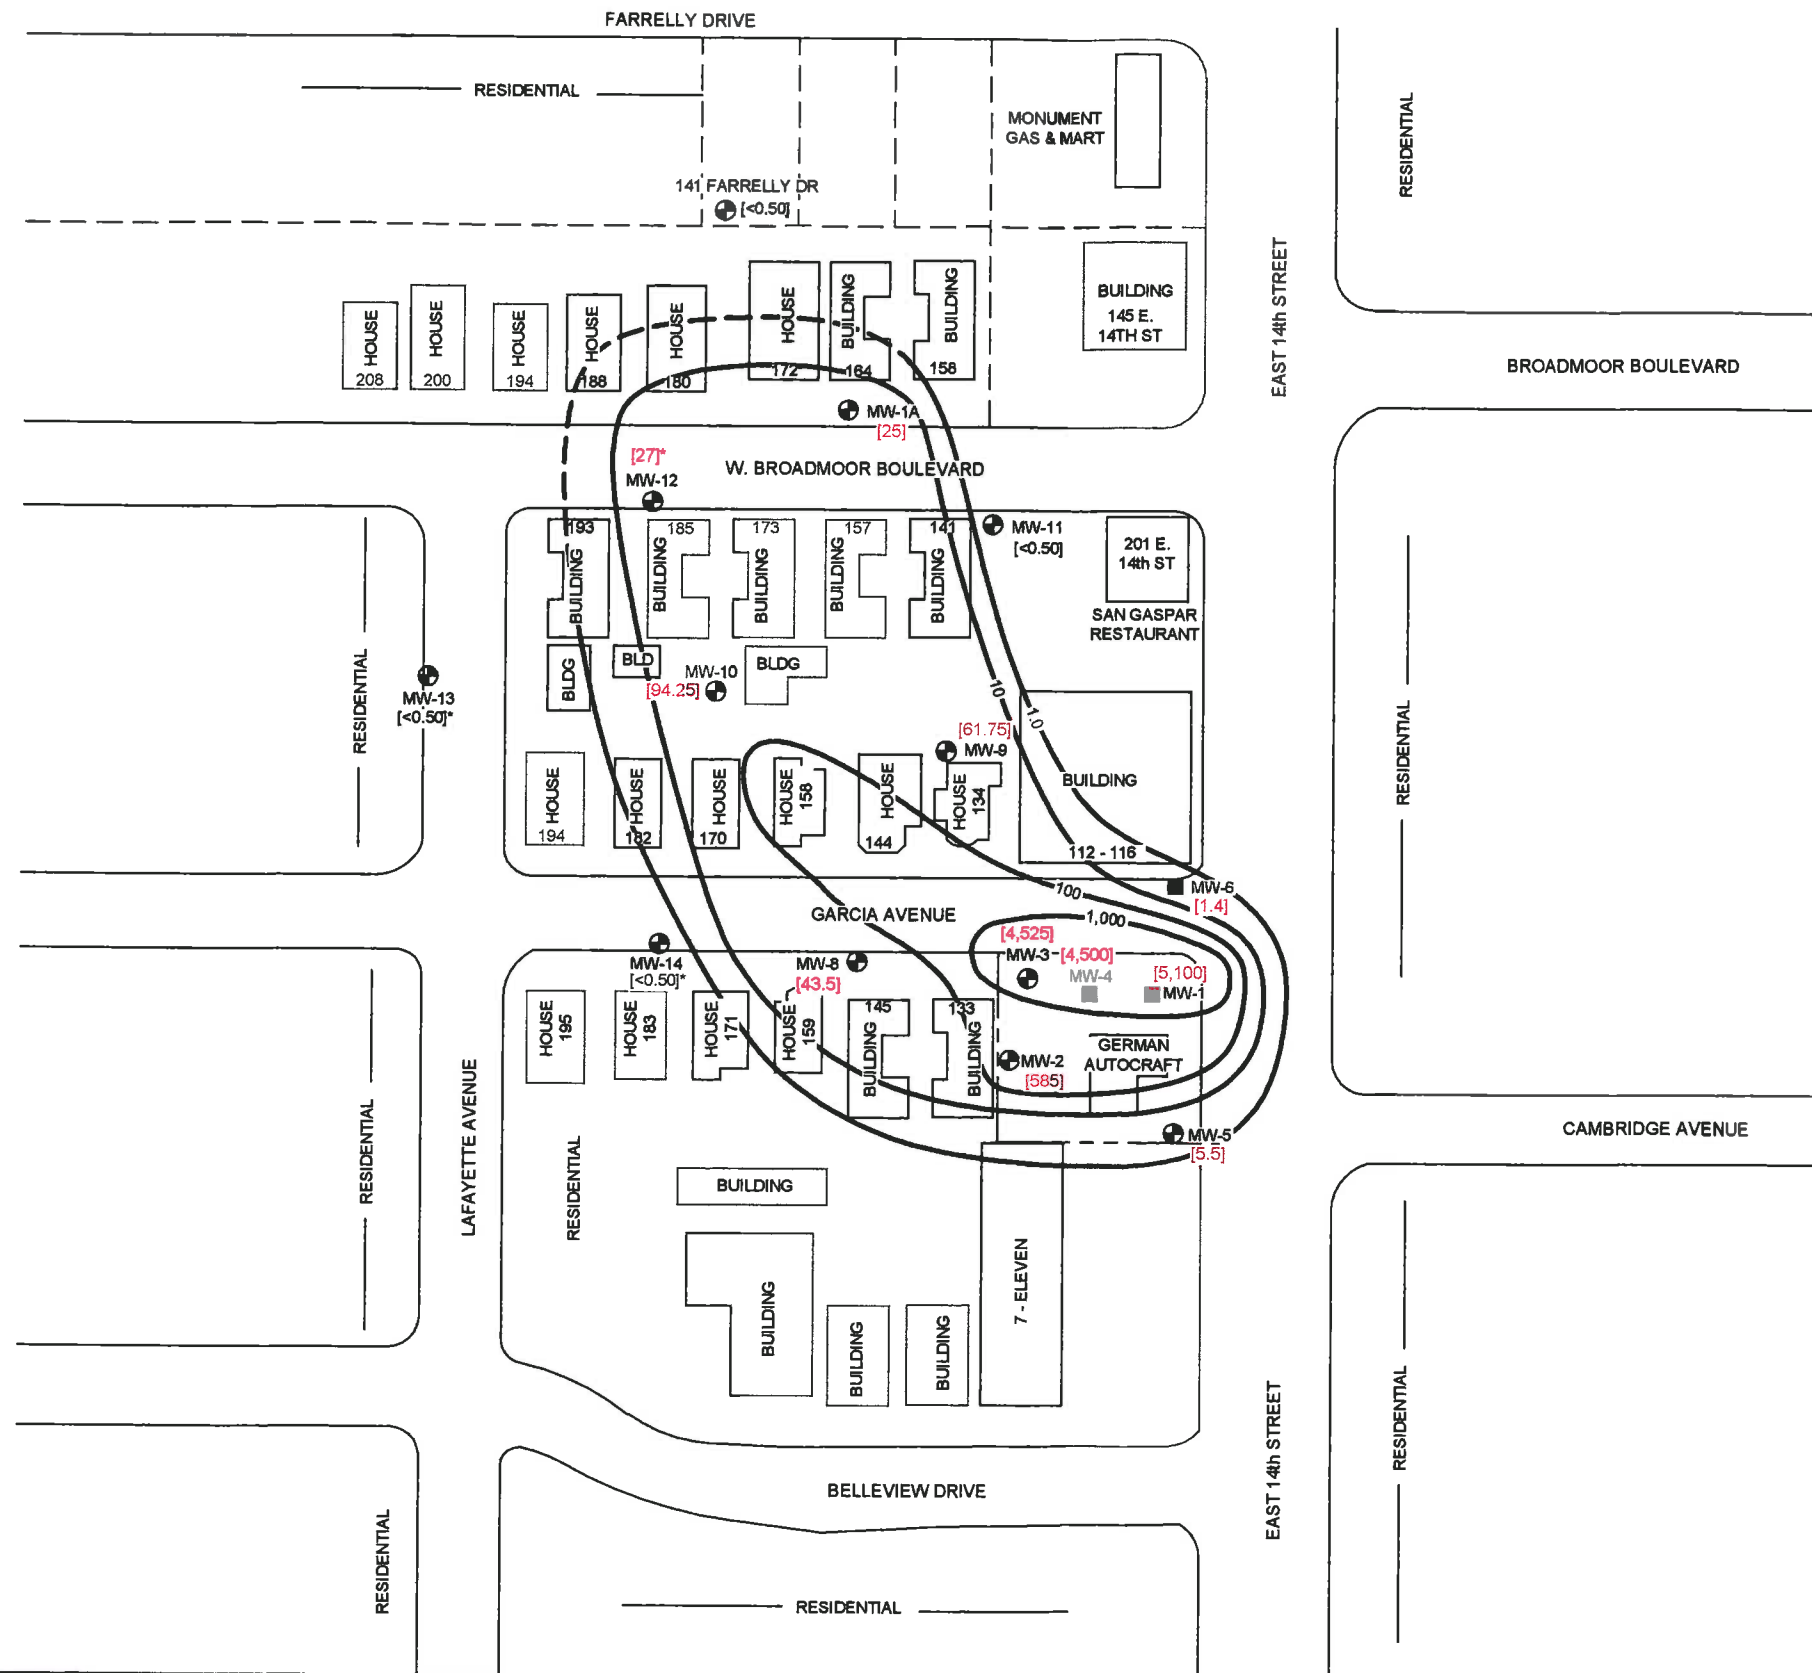 FARRELLY DRIVE
RESIDENTIAL
MONUMENT
GAS & MART
RESIDENTIAL
141 FARRELLY DR
[<0.50]
EAST 14th STREET
HOUSE
208
HOUSE
200
HOUSE
194
HOUSE
188
HOUSE
180
HOUSE
172
BUILDING
164
BUILDING
158
BUILDING
145 E.
14TH ST
BROADMOOR BOULEVARD
MW-1A
[25]
[27]*
MW-12
W. BROADMOOR BOULEVARD
193
BUILDING
185
BUILDING
173
BUILDING
157
BUILDING
141
BUILDING
MW-11
[<0.50]
201 E.
14th ST
SAN GASPAR
RESTAURANT
RESIDENTIAL
MW-13
[<0.50]*
BLDG
BLD
MW-10
[94.25]
BLDG
10
1.0
[61.75]
MW-9
RESIDENTIAL
HOUSE
194
HOUSE
182
HOUSE
170
HOUSE
158
HOUSE
144
HOUSE
134
BUILDING
112 - 116
100
MW-6
[1.4]
GARCIA AVENUE
1,000
[4,525]
MW-3
[4,500]
MW-4
[5,100]
MW-1
MW-14
[<0.50]*
MW-8
[43.5]
HOUSE
195
HOUSE
183
HOUSE
171
HOUSE
159
145
BUILDING
133
BUILDING
MW-2
[585]
GERMAN
AUTOCRAFT
MW-5
[5.5]
CAMBRIDGE AVENUE
RESIDENTIAL
LAFAYETTE AVENUE
RESIDENTIAL
BUILDING
BUILDING
BUILDING
BUILDING
7 - ELEVEN
EAST 14th STREET
RESIDENTIAL
BELLEVIEW DRIVE
RESIDENTIAL
RESIDENTIAL